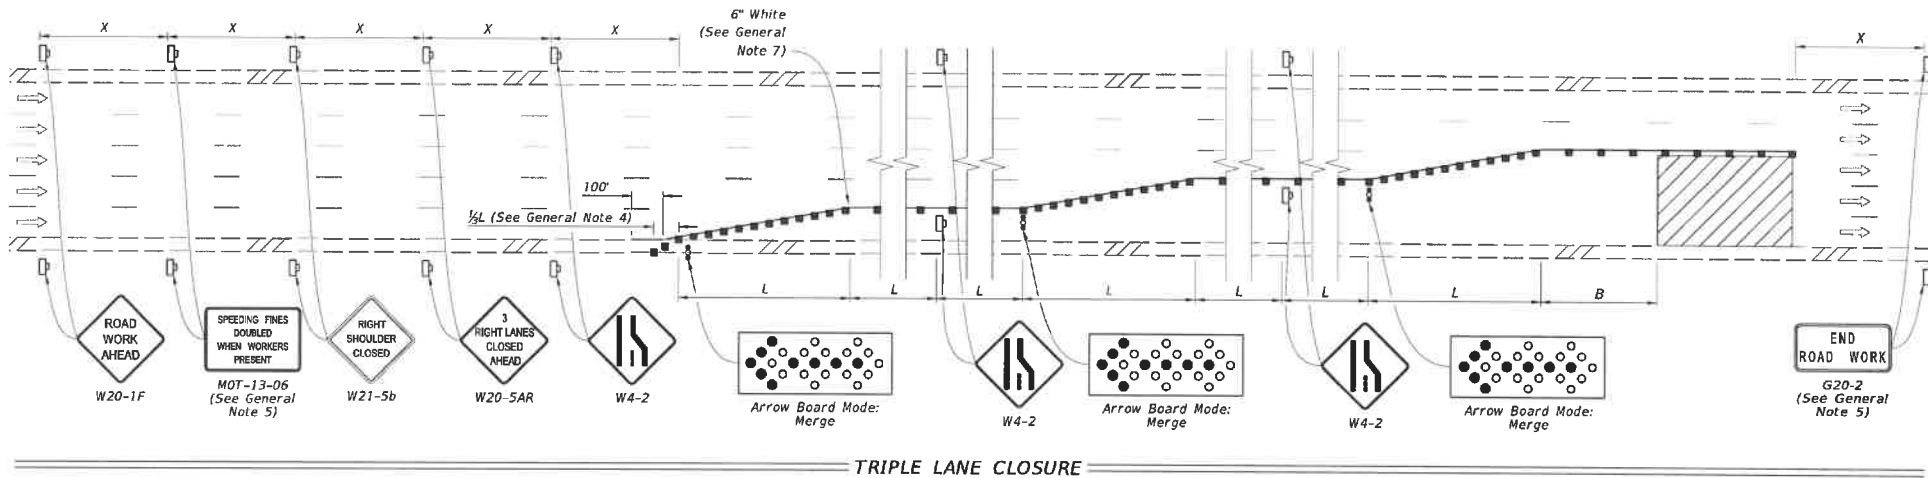 X X X X X
6" White
(See General
Note 7)
X
100'
⅓L (See General Note 4)
L L L L L L L B
ROAD
WORK
AHEAD
W20-1F
SPEEDING FINES
DOUBLED
WHEN WORKERS
PRESENT
MOT-13-06
(See General
Note 5)
RIGHT
SHOULDER
CLOSED
W21-5b
3
RIGHT LANES
CLOSED
AHEAD
W20-5AR
W4-2
Arrow Board Mode:
Merge
W4-2
Arrow Board Mode:
Merge
W4-2
Arrow Board Mode:
Merge
END
ROAD WORK
G20-2
(See General
Note 5)
TRIPLE LANE CLOSURE